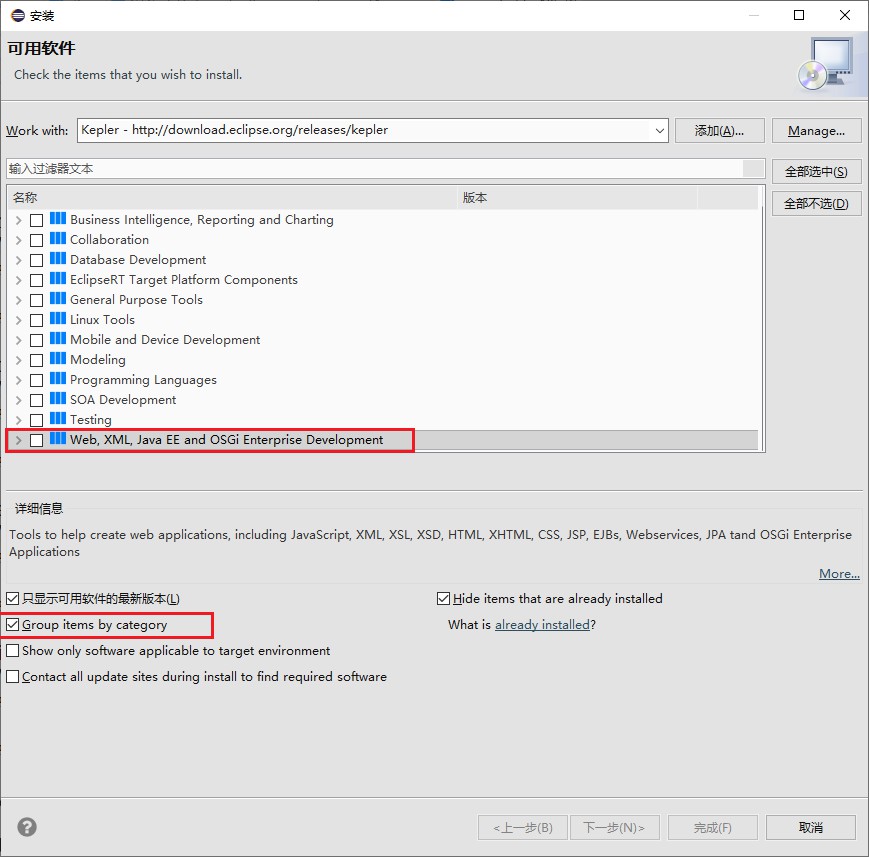 安装
可用软件
Check the items that you wish to install.
Work with: Kepler - http://download.eclipse.org/releases/kepler 添加(A)... Manage...
输入过滤器文本 全部选中(S)
名称 版本 全部不选(D)
Business Intelligence, Reporting and Charting
Collaboration
Database Development
EclipseRT Target Platform Components
General Purpose Tools
Linux Tools
Mobile and Device Development
Modeling
Programming Languages
SOA Development
Testing
Web, XML, Java EE and OSGi Enterprise Development
详细信息
Tools to help create web applications, including JavaScript, XML, XSL, XSD, HTML, XHTML, CSS, JSP, EJBs, Webservices, JPA tand OSGi Enterprise
Applications
More...
只显示可用软件的最新版本(L) Hide items that are already installed
Group items by category What is already installed?
Show only software applicable to target environment
Contact all update sites during install to find required software
? <上一步(B) 下一步(N)> 完成(F) 取消